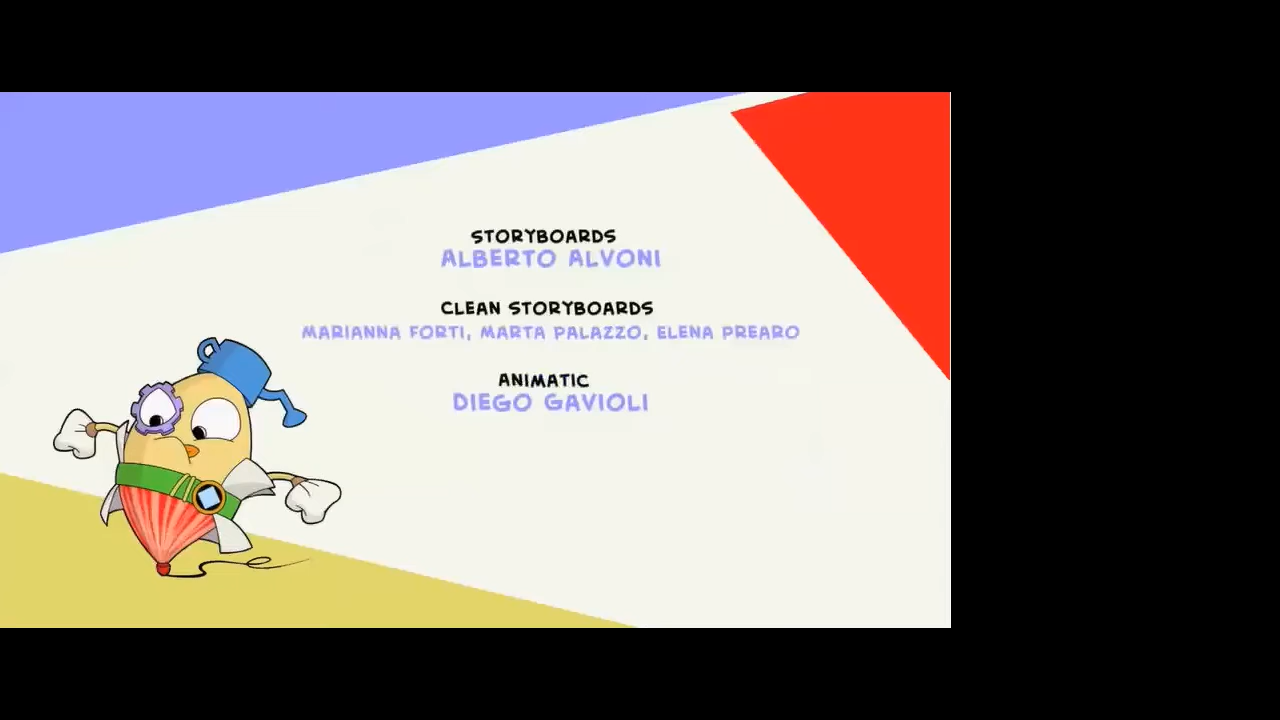 STORYBOARDS
ALBERTO ALVONI
CLEAN STORYBOARDS
MARIANNA FORTI, MARTA PALAZZO, ELENA PREARO
ANIMATIC
DIEGO GAVIOLI